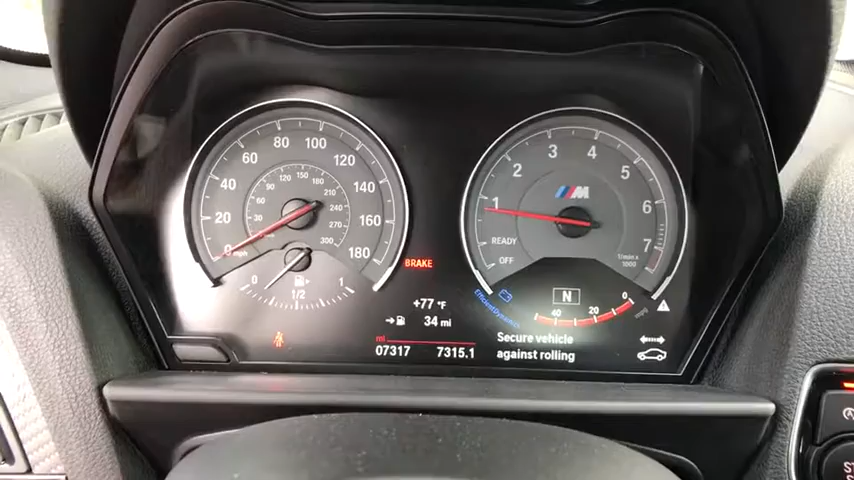 80 100
60 120
40 140
20 160
0 mph 180
30 60 90 120 150 180 210 240 270 300
0 1/2 1
BRAKE
+77 °F
34 mi
mi
07317 7315.1
M
1 2 3 4 5 6 7
READY
OFF
1/min x
1000
EfficientDynamics
N
40 20 0
mpg
Secure vehicle
against rolling